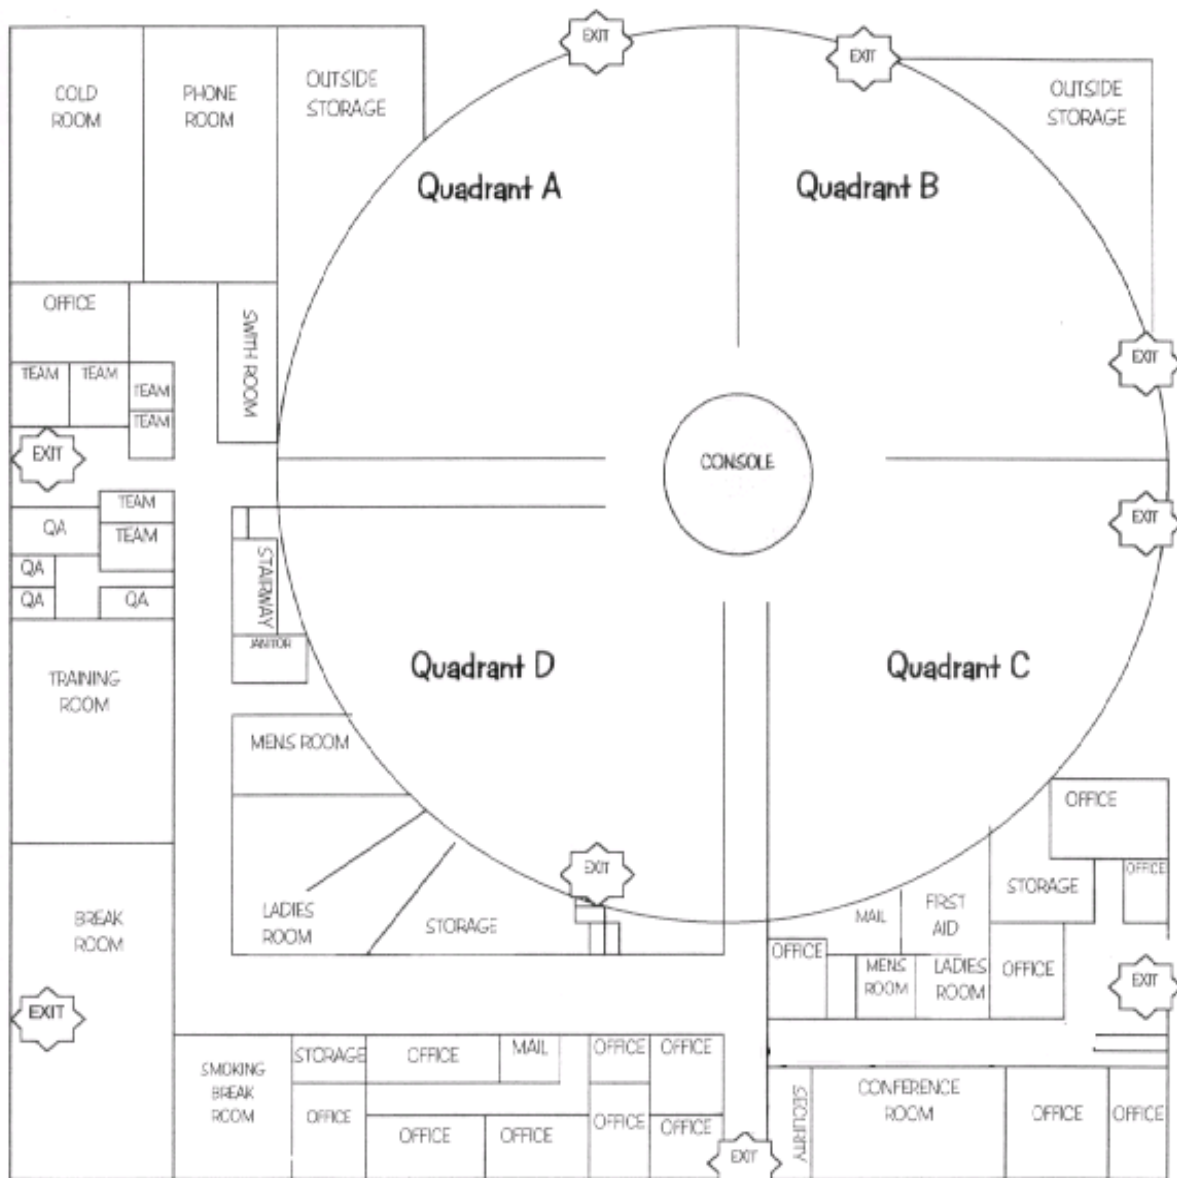 EXIT
EXIT
COLD
ROOM
PHONE
ROOM
OUTSIDE
STORAGE
OUTSIDE
STORAGE
Quadrant A
Quadrant B
OFFICE
SWITH ROOM
EXIT
TEAM
TEAM
TEAM
TEAM
EXIT
CONSOLE
TEAM
QA
TEAM
EXIT
QA
QA
QA
STAIRWAY
JANITOR
Quadrant D
Quadrant C
TRAINING
ROOM
MENS ROOM
OFFICE
EXIT
OFFICE
STORAGE
BREAK
ROOM
LADIES
ROOM
STORAGE
MAIL
FIRST
AID
OFFICE
MENS
ROOM
LADIES
ROOM
OFFICE
EXIT
EXIT
SMOKING
BREAK
ROOM
STORAGE
OFFICE
MAIL
OFFICE
OFFICE
OFFICE
OFFICE
OFFICE
OFFICE
OFFICE
EXIT
SECURITY
CONFERENCE
ROOM
OFFICE
OFFICE